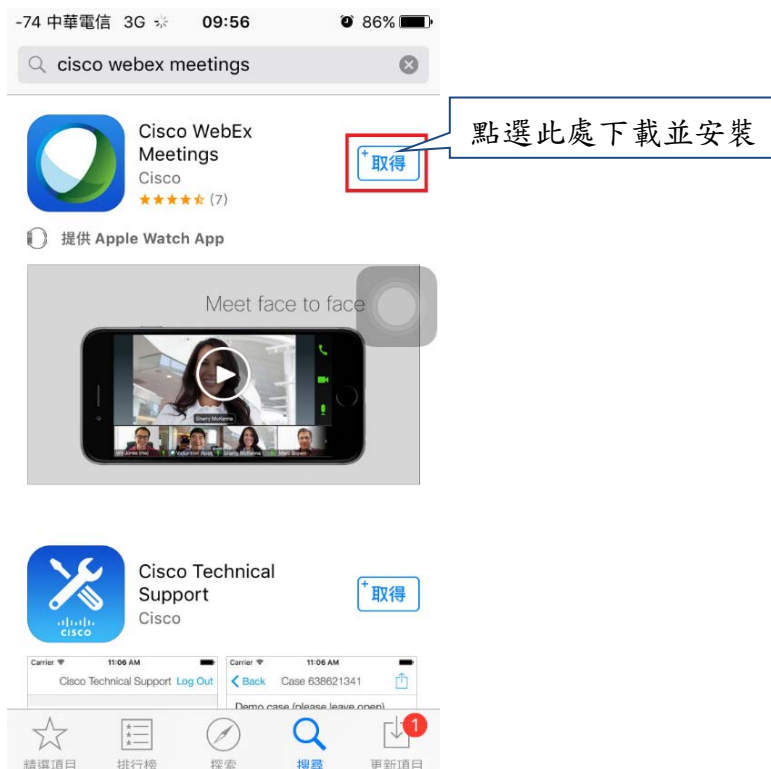 -74 中華電信 3G 09:56 86%
cisco webex meetings
Cisco WebEx
Meetings
Cisco
(7)
+取得
點選此處下載並安裝
提供 Apple Watch App
Meet face to face
Sherry McKenna
Cisco Technical
Support
Cisco
+取得
CISCO
Carrier 11:06 AM
Cisco Technical Support Log Out
Carrier 11:06 AM
Back Case 638621341
Demo case (please leave open)
1
精選項目 排行榜 探索 搜尋 更新項目